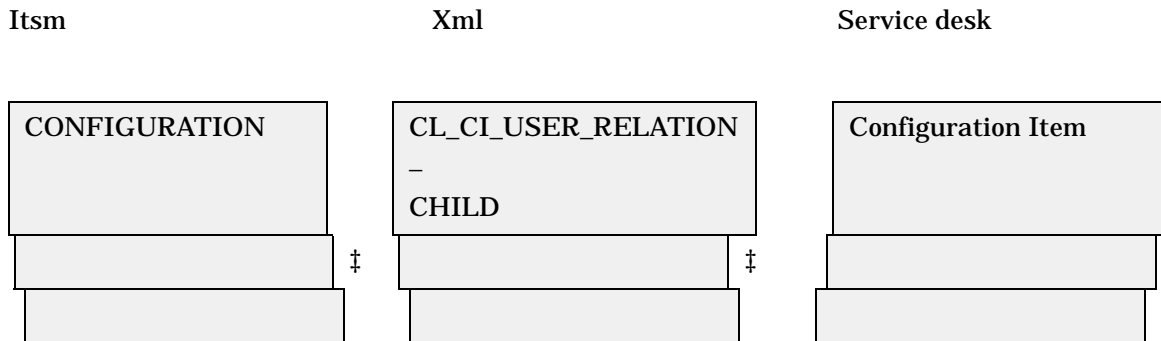 Itsm Xml Service desk
CONFIGURATION CL_CI_USER_RELATION Configuration Item
_
CHILD
‡ ‡